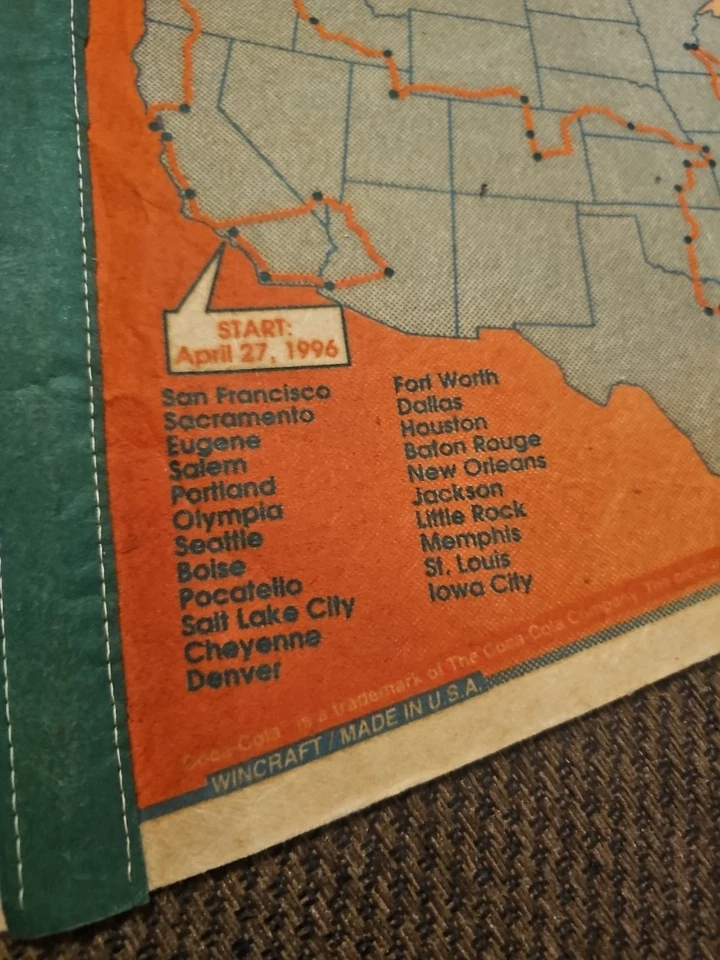 START:
April 27, 1996
San Francisco
Sacramento
Eugene
Salem
Portland
Olympia
Seattle
Boise
Pocatello
Salt Lake City
Cheyenne
Denver
Fort Worth
Dallas
Houston
Baton Rouge
New Orleans
Jackson
Little Rock
Memphis
St. Louis
Iowa City
Coca-Cola is a trademark of The Coca-Cola Company. The
WINCRAFT / MADE IN U.S.A.